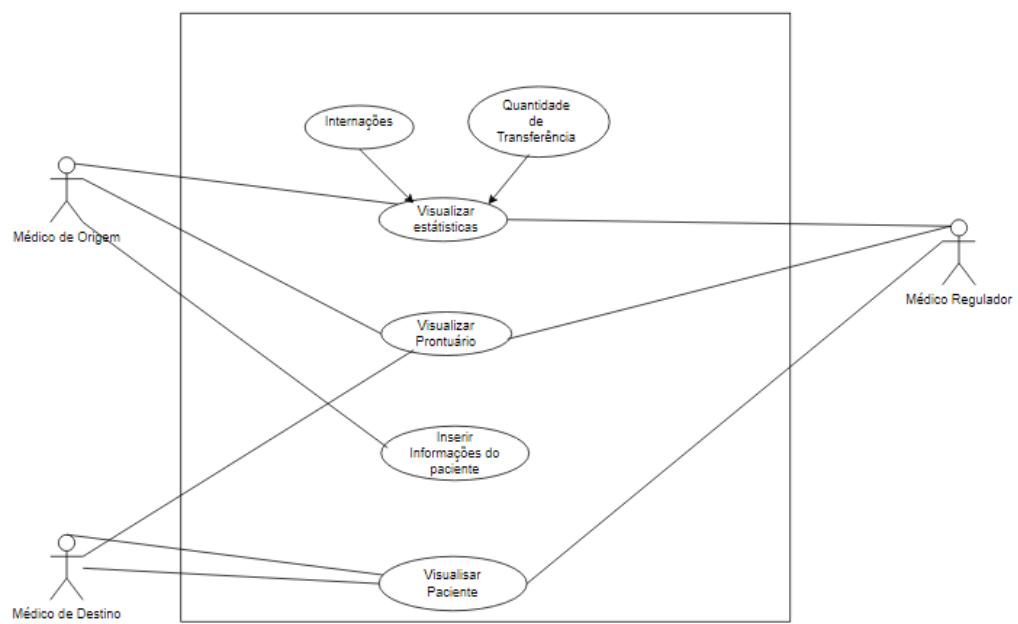 Internações
Quantidade
de
Transferência
Visualizar
estátisticas
Médico de Origem
Médico Regulador
Visualizar
Prontuário
Inserir
Informações do
paciente
Visualisar
Paciente
Médico de Destino